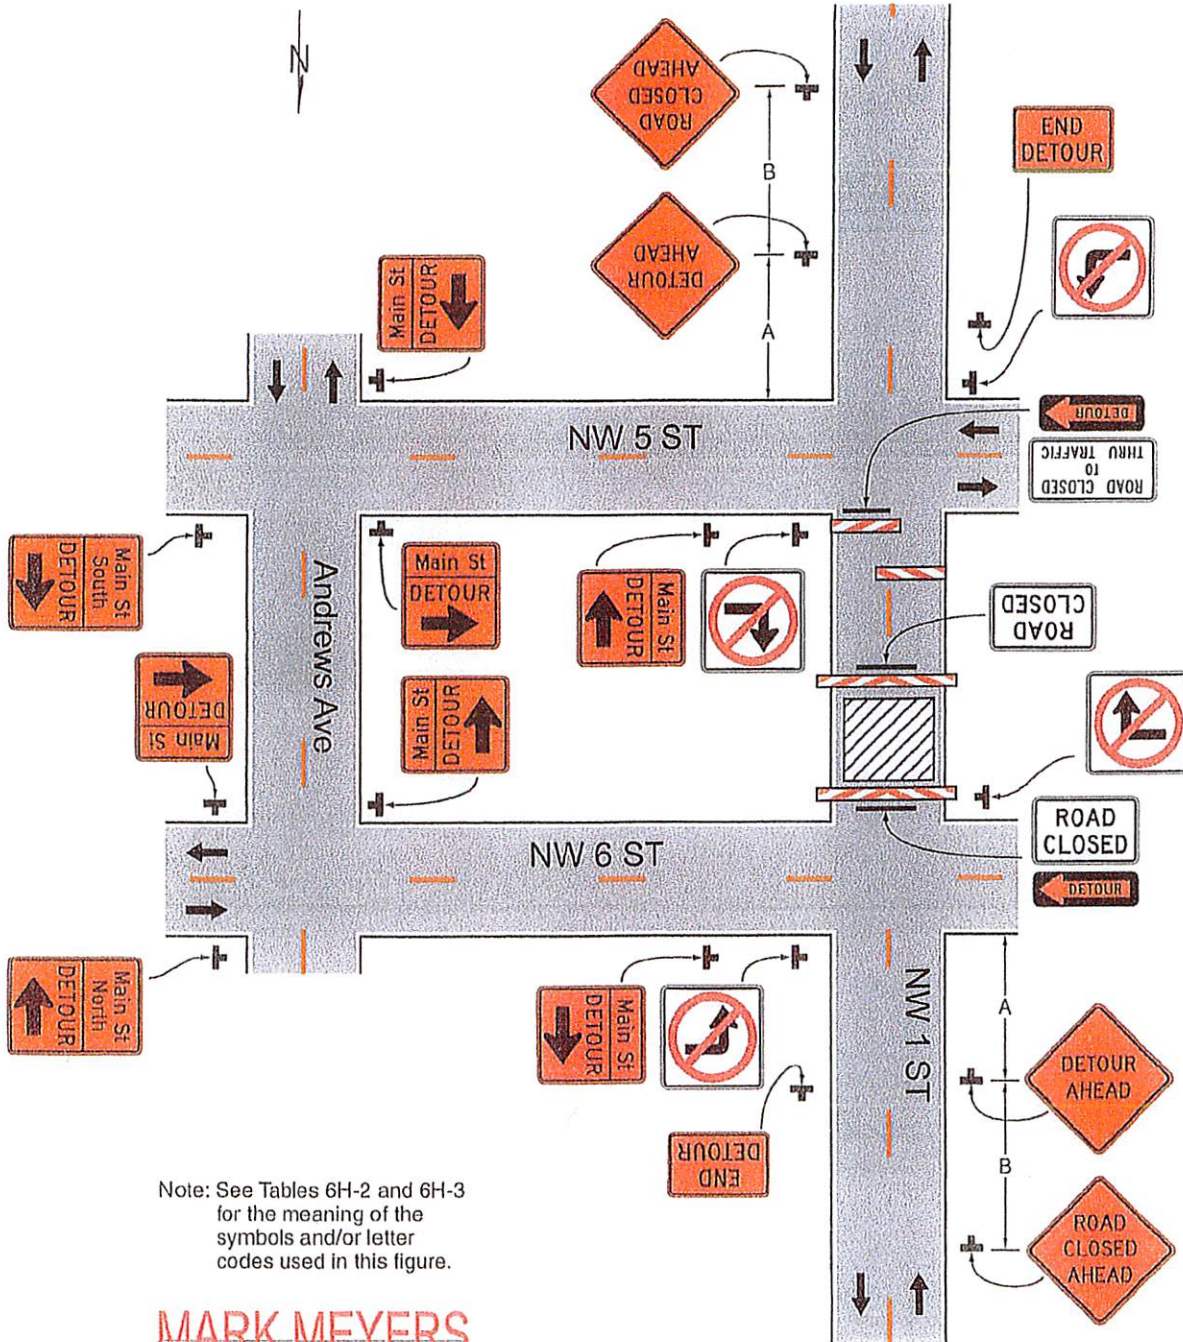 N
ROAD
CLOSED
AHEAD
B
END
DETOUR
DETOUR
AHEAD
A
Main St
DETOUR
DETOUR
ROAD CLOSED
TO
THRU TRAFFIC
NW 5 ST
Main St
South
DETOUR
Main St
DETOUR
Main St
DETOUR
ROAD
CLOSED
Andrews Ave
Main St
DETOUR
Main St
DETOUR
ROAD
CLOSED
DETOUR
NW 6 ST
Main St
North
DETOUR
Main St
DETOUR
NW 1 ST
A
DETOUR
AHEAD
END
DETOUR
B
ROAD
CLOSED
AHEAD
Note: See Tables 6H-2 and 6H-3
for the meaning of the
symbols and/or letter
codes used in this figure.
MARK MEYERS